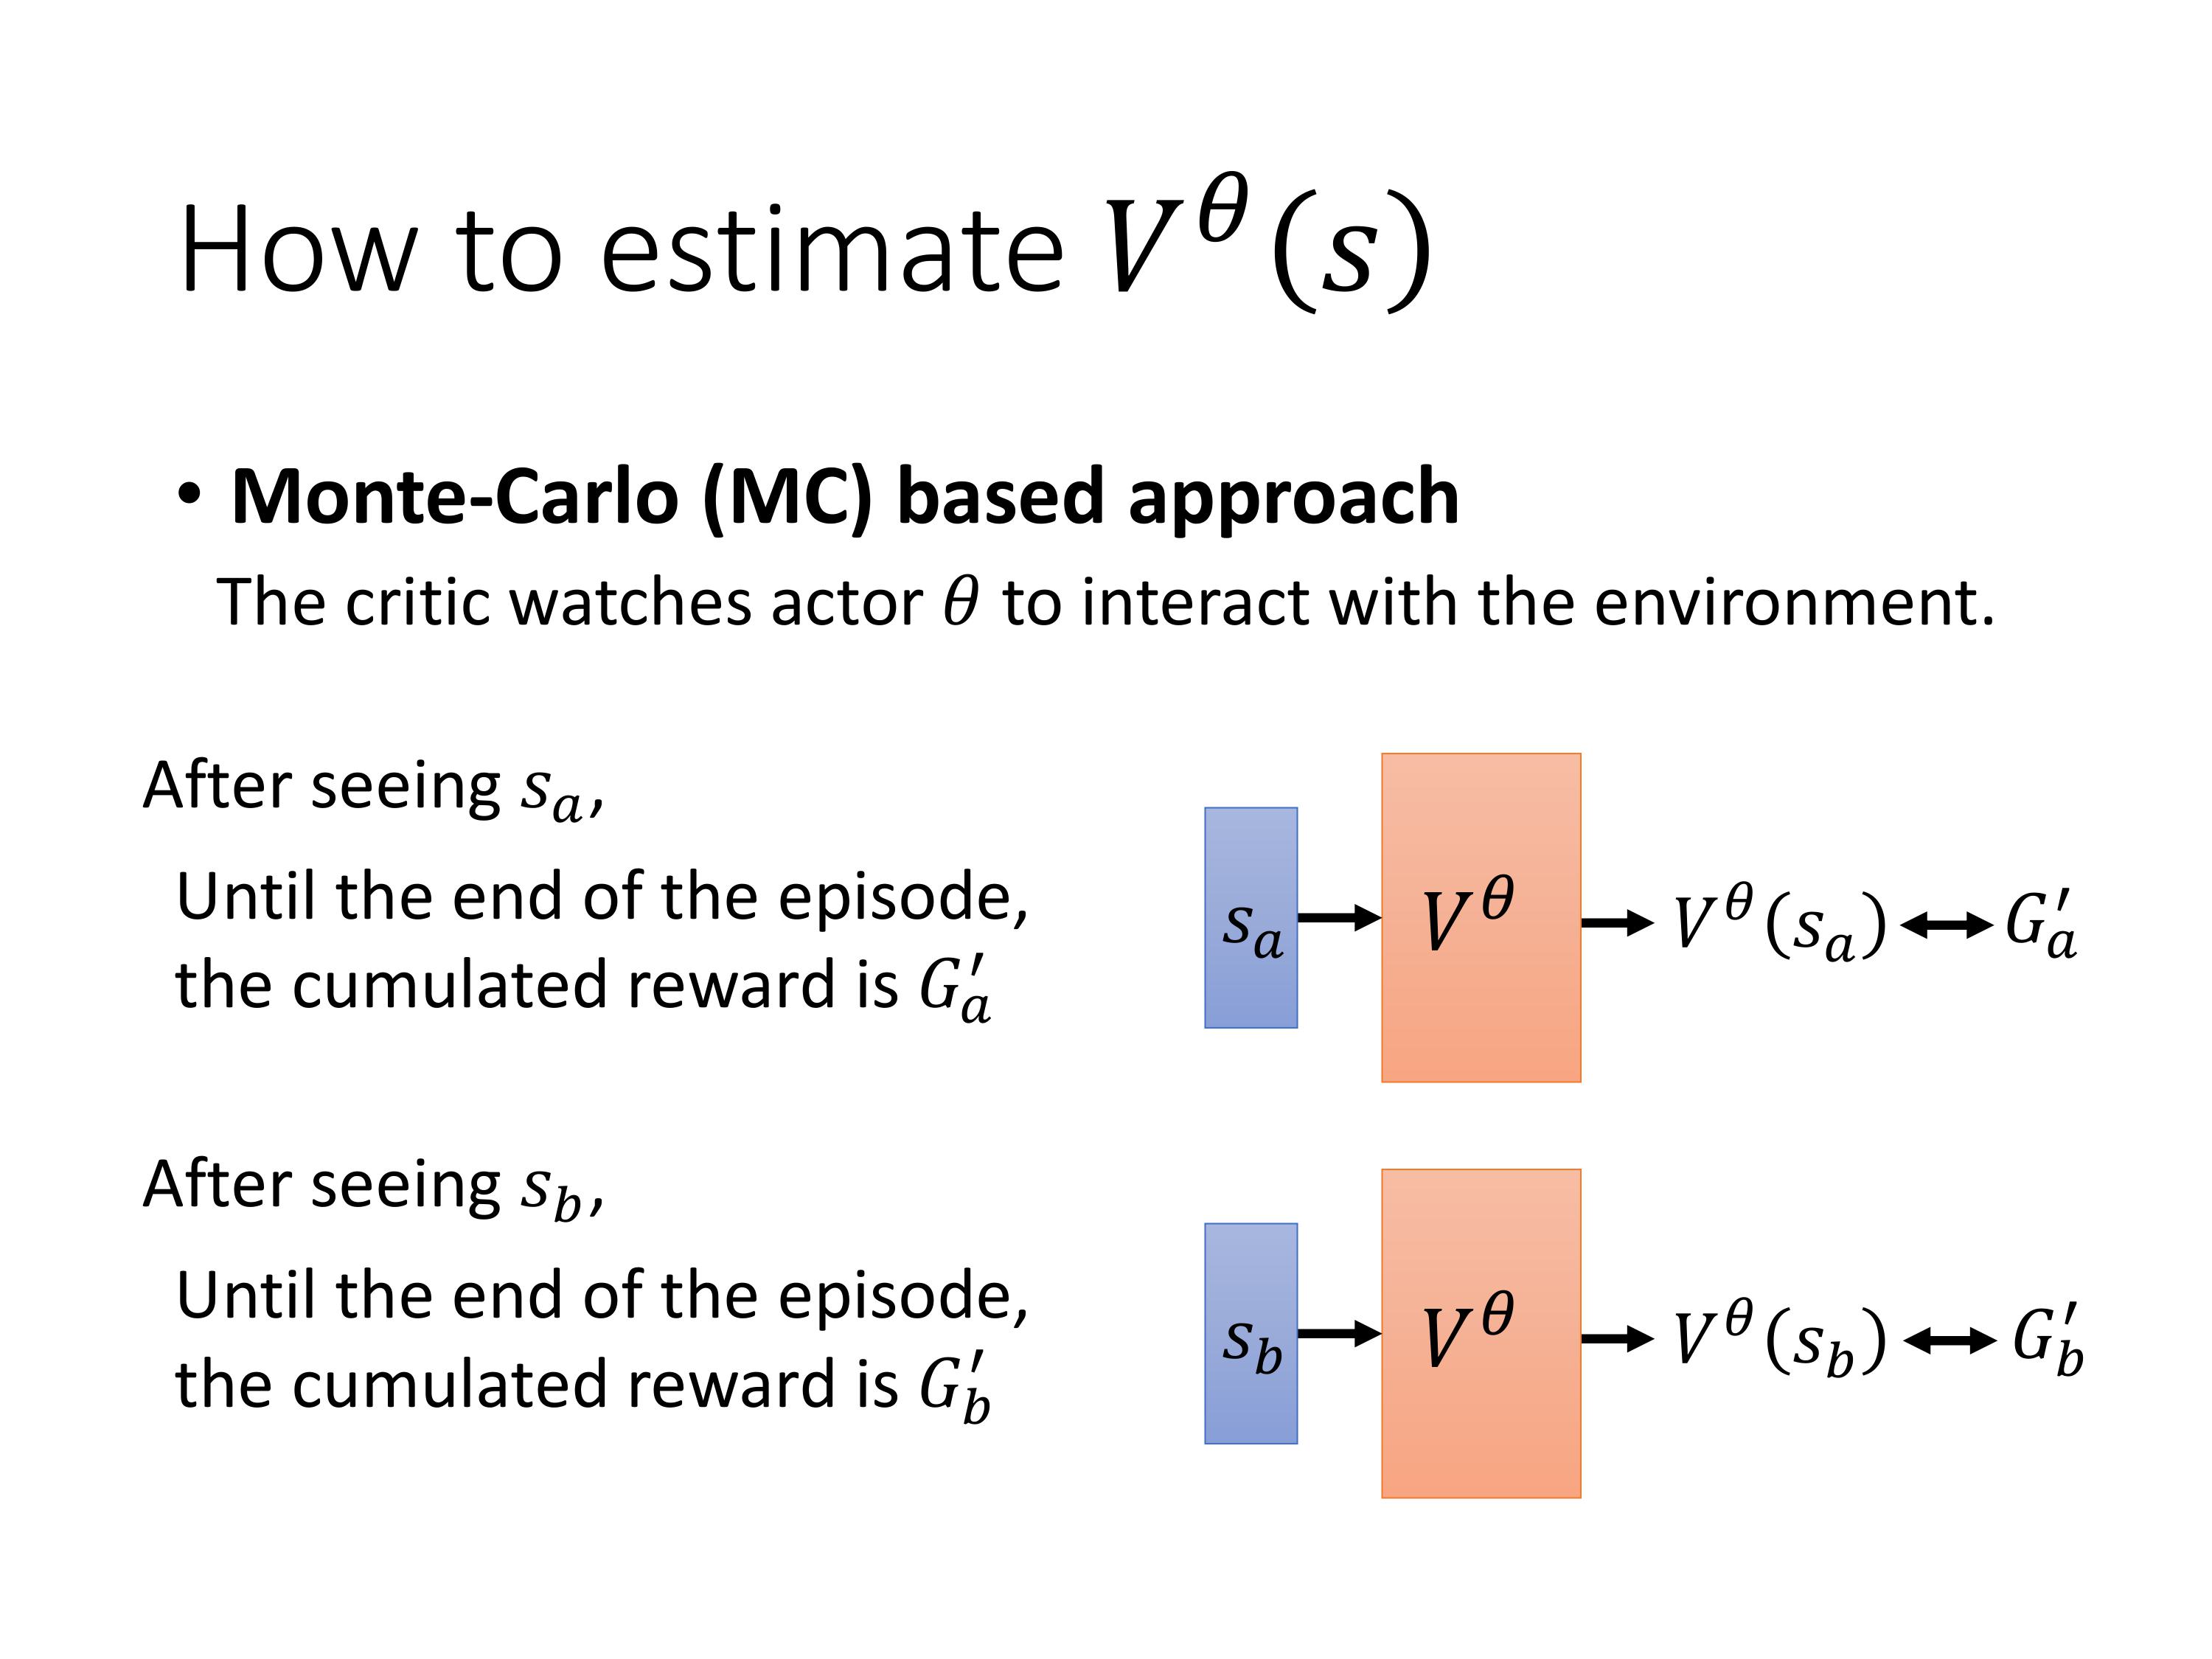 How to estimate $V^{\theta}(s)$
• Monte-Carlo (MC) based approach
The critic watches actor $\theta$ to interact with the environment.
After seeing $s_a$,
Until the end of the episode,
the cumulated reward is $G'_a$
$s_a$ $V^{\theta}$ $V^{\theta}(s_a)$ $G'_a$
After seeing $s_b$,
Until the end of the episode,
the cumulated reward is $G'_b$
$s_b$ $V^{\theta}$ $V^{\theta}(s_b)$ $G'_b$